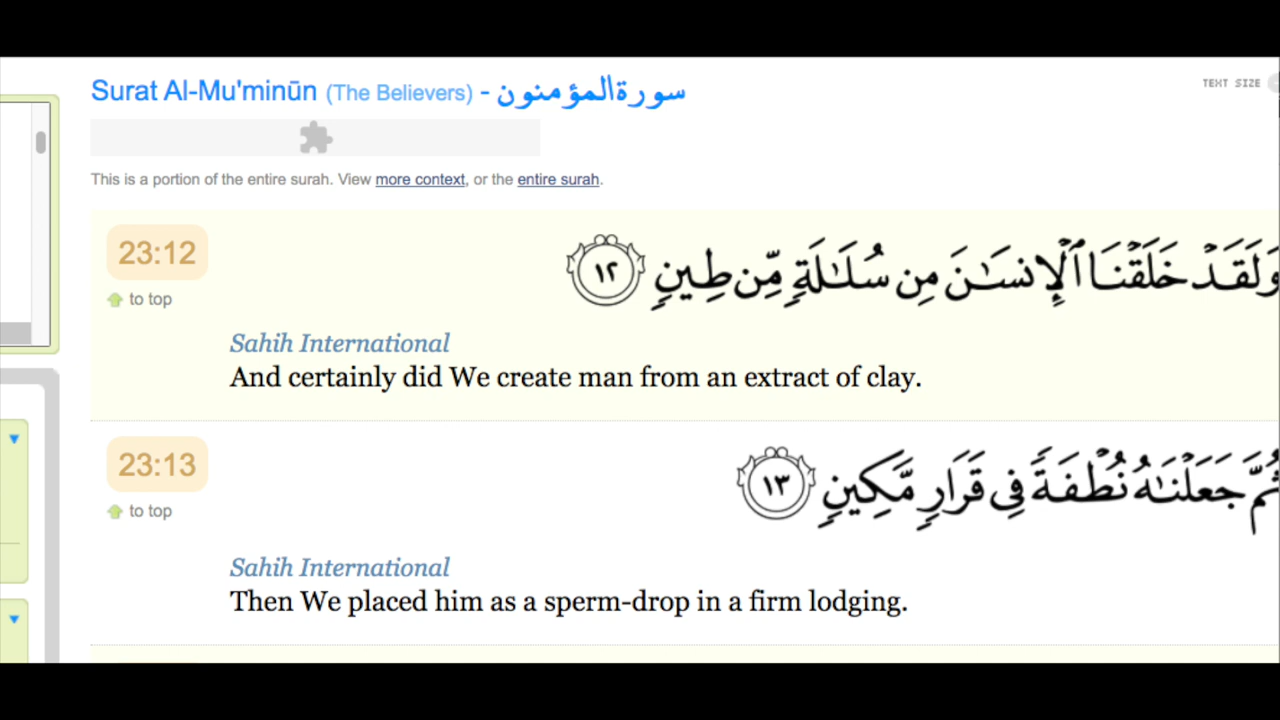 Surat Al-Mu'minūn (The Believers) - سورة المؤمنون
TEXT SIZE
This is a portion of the entire surah. View more context, or the entire surah.
23:12
وَلَقَدْ خَلَقْنَا ٱلْإِنسَـٰنَ مِن سُلَـٰلَةٍ مِّن طِينٍ ١٢
to top
Sahih International
And certainly did We create man from an extract of clay.
23:13
ثُمَّ جَعَلْنَـٰهُ نُطْفَةً فِى قَرَارٍ مَّكِينٍ ١٣
to top
Sahih International
Then We placed him as a sperm-drop in a firm lodging.